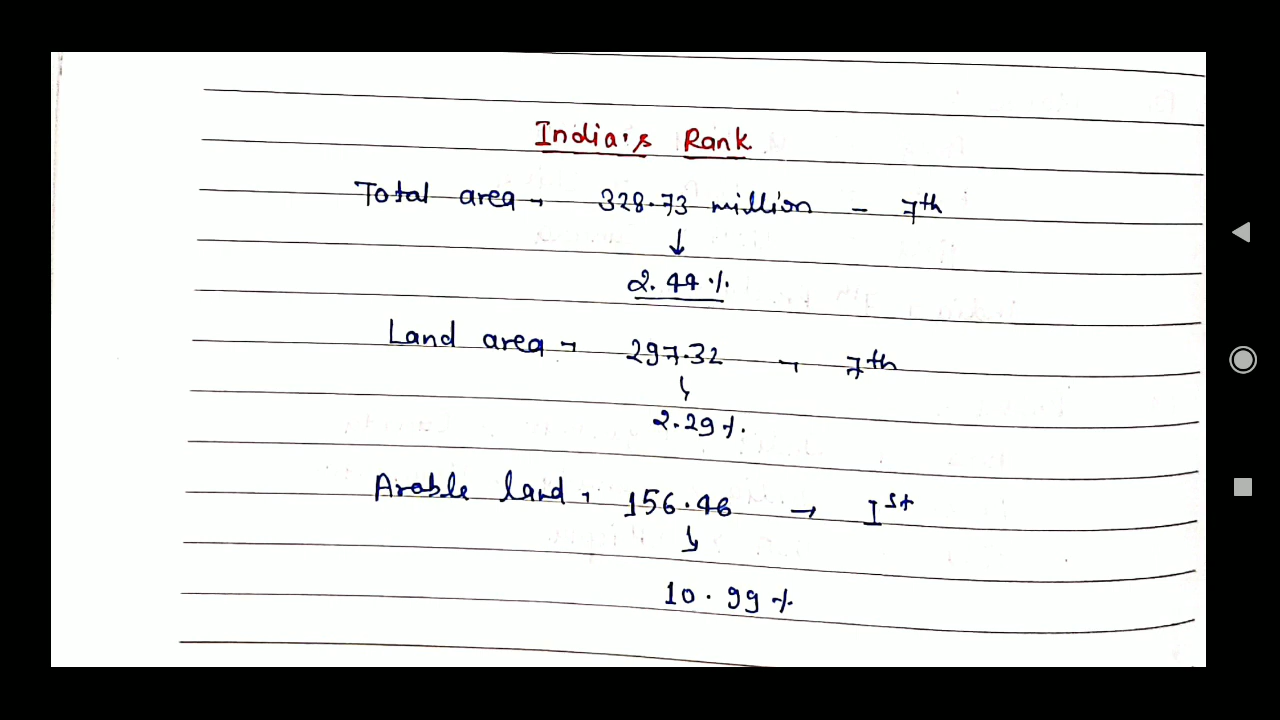 India's Rank
Total area → 328.73 million - 7th
↓
2.44 %
Land area → 297.32 → 7th
↓
2.29 %.
Arable land → 156.46 → Ist
↓
10.99 %